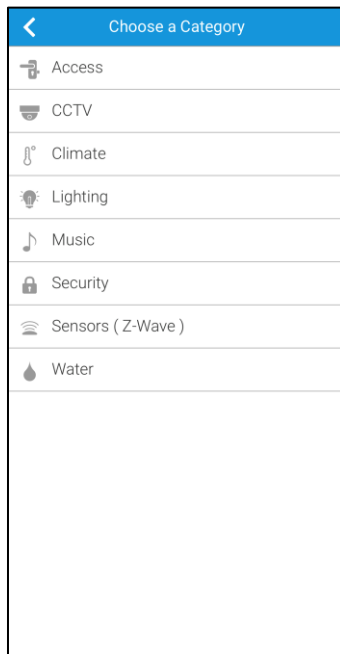 Choose a Category
Access
CCTV
Climate
Lighting
Music
Security
Sensors ( Z-Wave )
Water